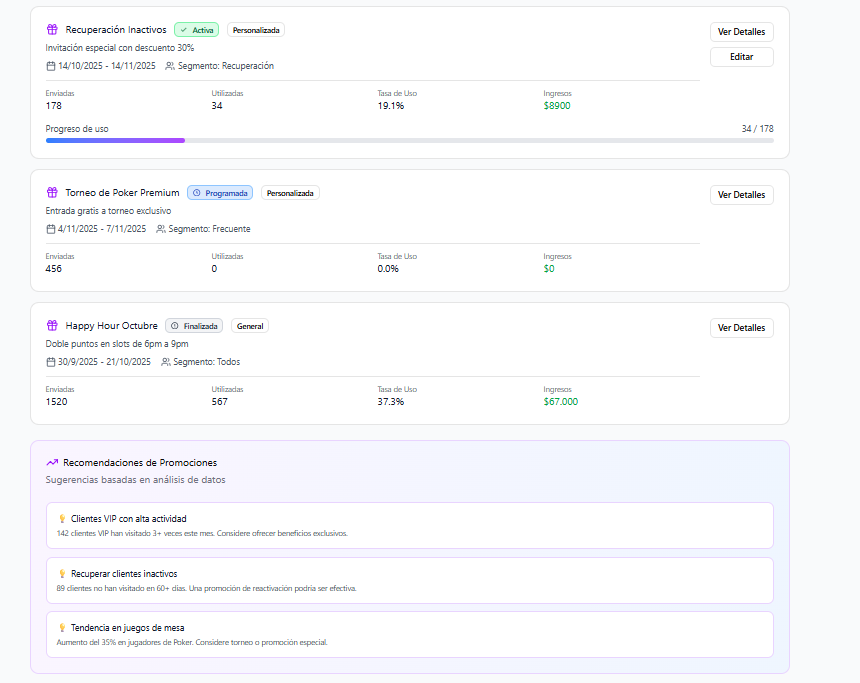 Recuperación Inactivos Activa Personalizada Ver Detalles
Invitación especial con descuento 30% Editar
14/10/2025 - 14/11/2025 Segmento: Recuperación
Enviadas Utilizadas Tasa de Uso Ingresos
178 34 19.1% $8900
Progreso de uso 34 / 178
Torneo de Poker Premium Programada Personalizada Ver Detalles
Entrada gratis a torneo exclusivo
4/11/2025 - 7/11/2025 Segmento: Frecuente
Enviadas Utilizadas Tasa de Uso Ingresos
456 0 0.0% $0
Happy Hour Octubre Finalizada General Ver Detalles
Doble puntos en slots de 6pm a 9pm
30/9/2025 - 21/10/2025 Segmento: Todos
Enviadas Utilizadas Tasa de Uso Ingresos
1520 567 37.3% $67.000
Recomendaciones de Promociones
Sugerencias basadas en análisis de datos
Clientes VIP con alta actividad
142 clientes VIP han visitado 3+ veces este mes. Considere ofrecer beneficios exclusivos.
Recuperar clientes inactivos
89 clientes no han visitado en 60+ días. Una promoción de reactivación podría ser efectiva.
Tendencia en juegos de mesa
Aumento del 35% en jugadores de Poker. Considere torneo o promoción especial.